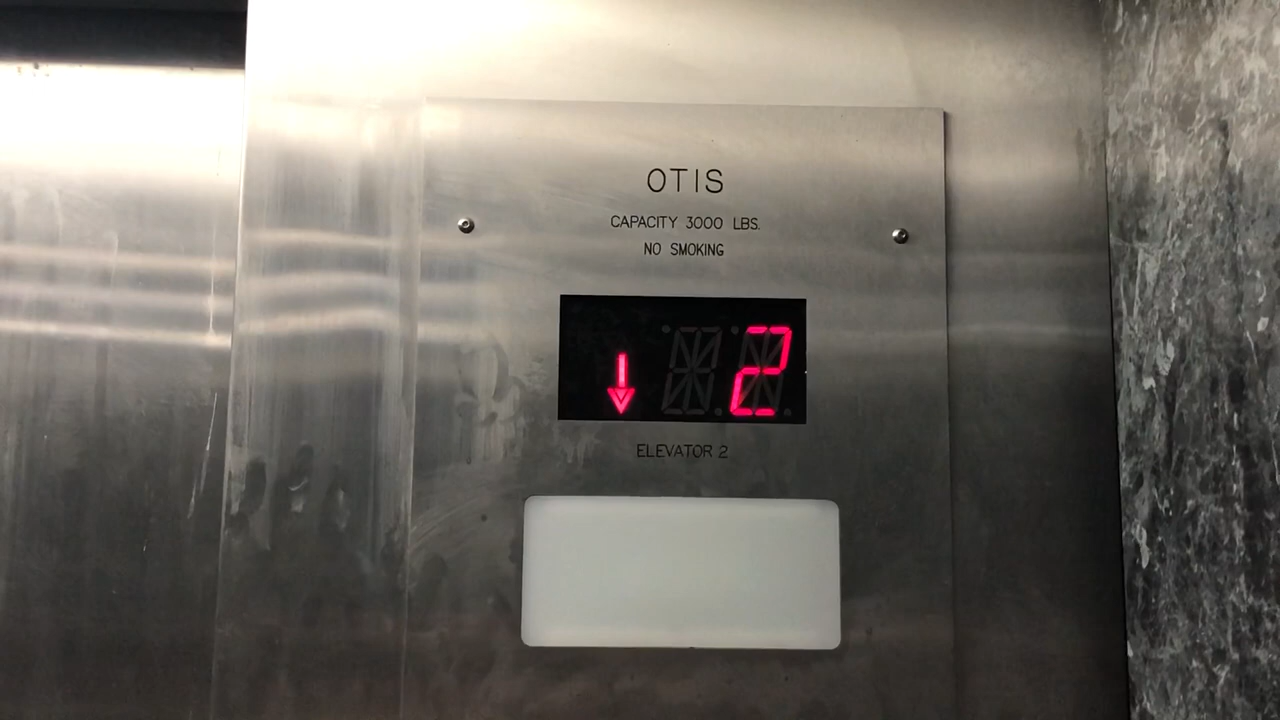 OTIS
CAPACITY 3000 LBS.
NO SMOKING
2
ELEVATOR 2